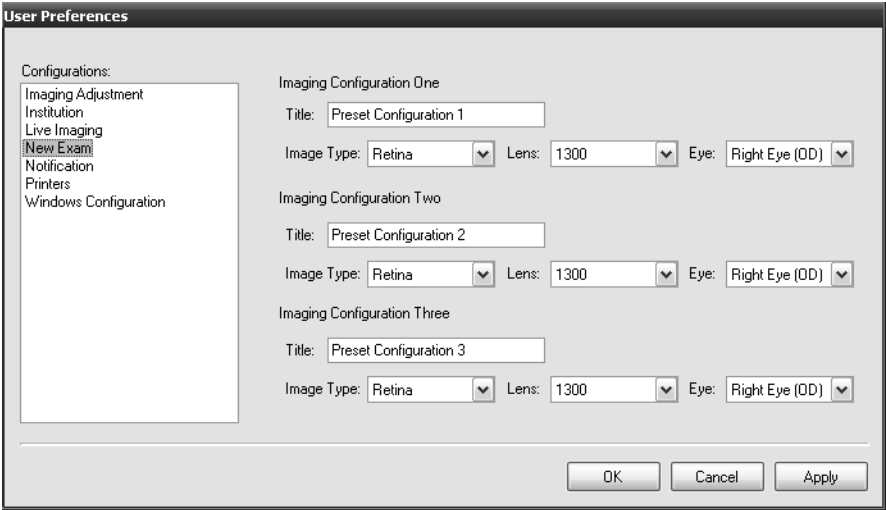 User Preferences
Configurations:
Imaging Adjustment
Institution
Live Imaging
New Exam
Notification
Printers
Windows Configuration
Imaging Configuration One
Title: Preset Configuration 1
Image Type: Retina Lens: 1300 Eye: Right Eye (OD)
Imaging Configuration Two
Title: Preset Configuration 2
Image Type: Retina Lens: 1300 Eye: Right Eye (OD)
Imaging Configuration Three
Title: Preset Configuration 3
Image Type: Retina Lens: 1300 Eye: Right Eye (OD)
OK Cancel Apply